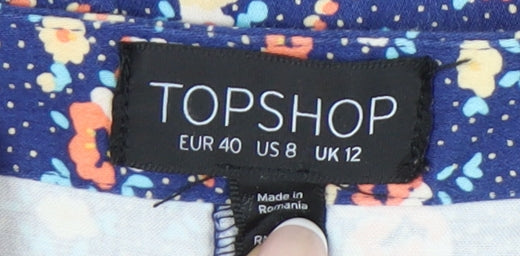 TOPSHOP
EUR 40 US 8 UK 12
Made in
Romania